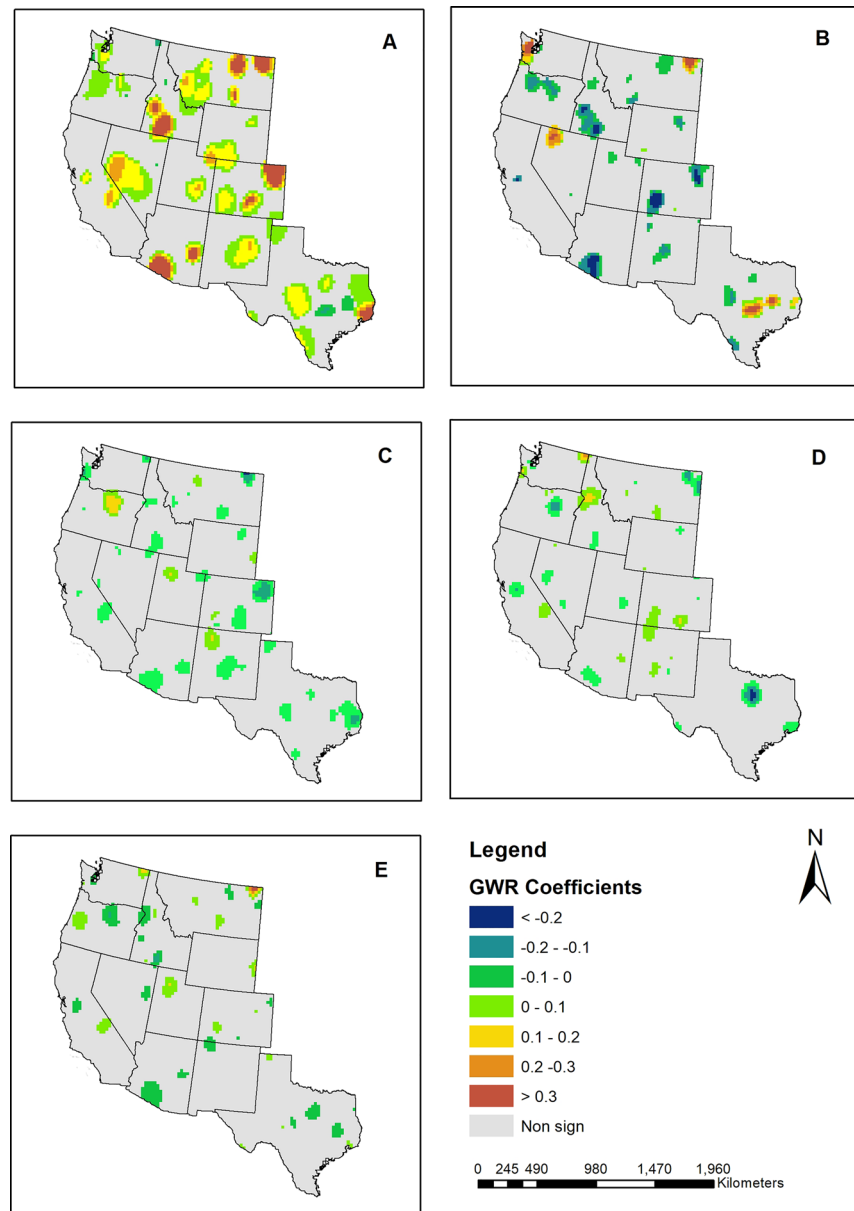 A
B
C
D
E
Legend
GWR Coefficients
< -0.2
-0.2 - -0.1
-0.1 - 0
0 - 0.1
0.1 - 0.2
0.2 -0.3
> 0.3
Non sign
N
0 245 490 980 1,470 1,960
Kilometers